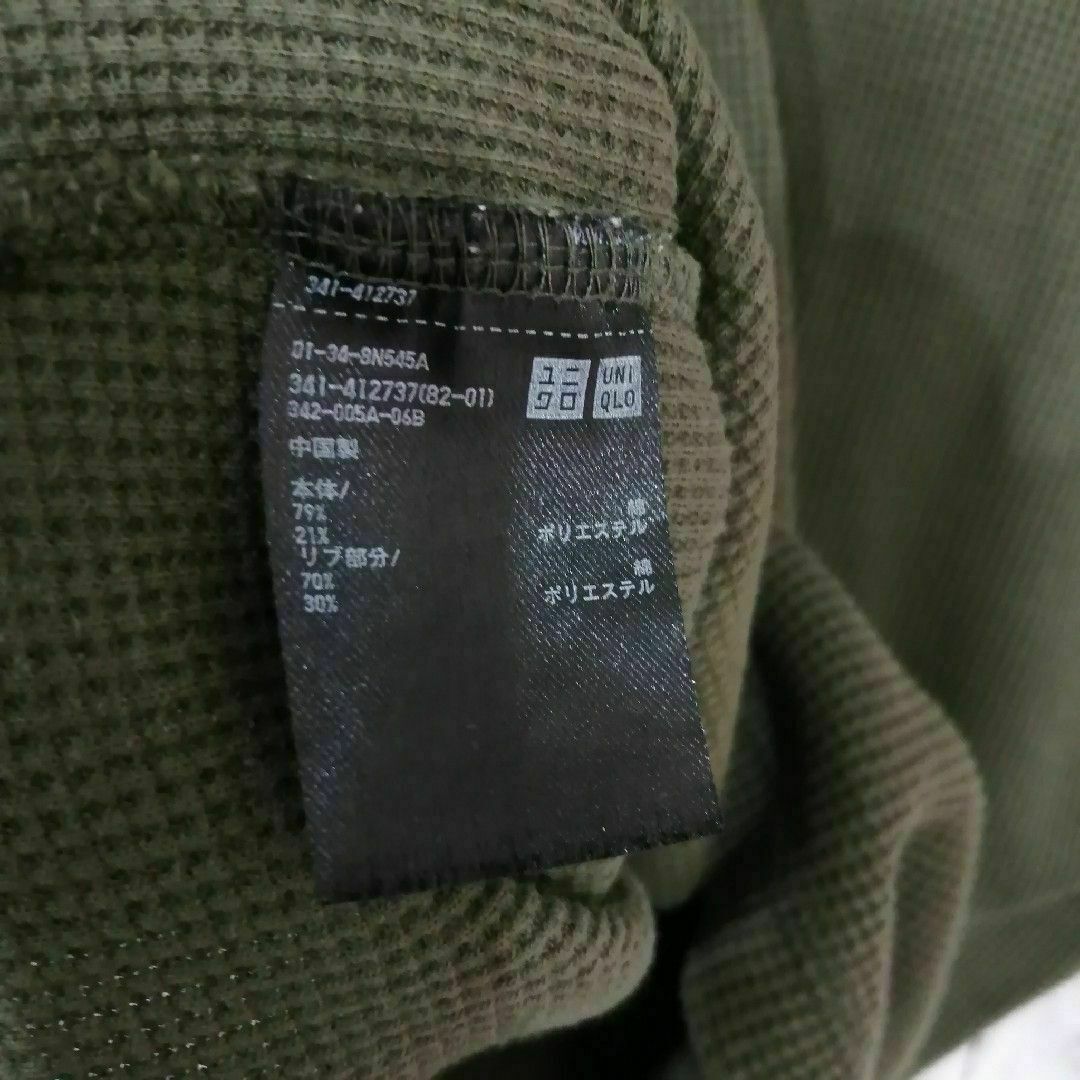 341-412737
01-34-9N545A
341-412737(82-01)
342-005A-06B
ユニ
クロ
UNI
QLO
中国製
本体/
79% 綿
21% ポリエステル
リブ部分/
70% 綿
30% ポリエステル